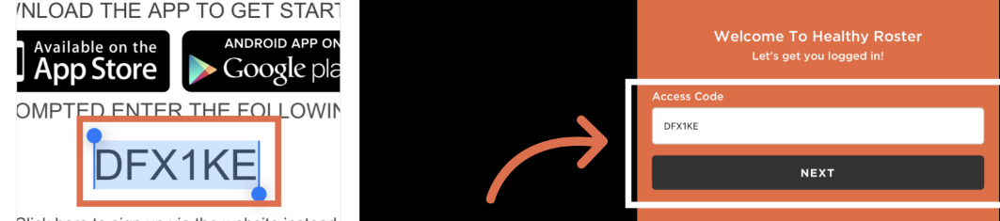 WNLOAD THE APP TO GET START
Available on the
App Store
ANDROID APP ON
Google pla
OMPTED ENTER THE FOLLOWIN
DFX1KE
Click here to sign up via the website instead
Welcome To Healthy Roster
Let's get you logged in!
Access Code
DFX1KE
NEXT